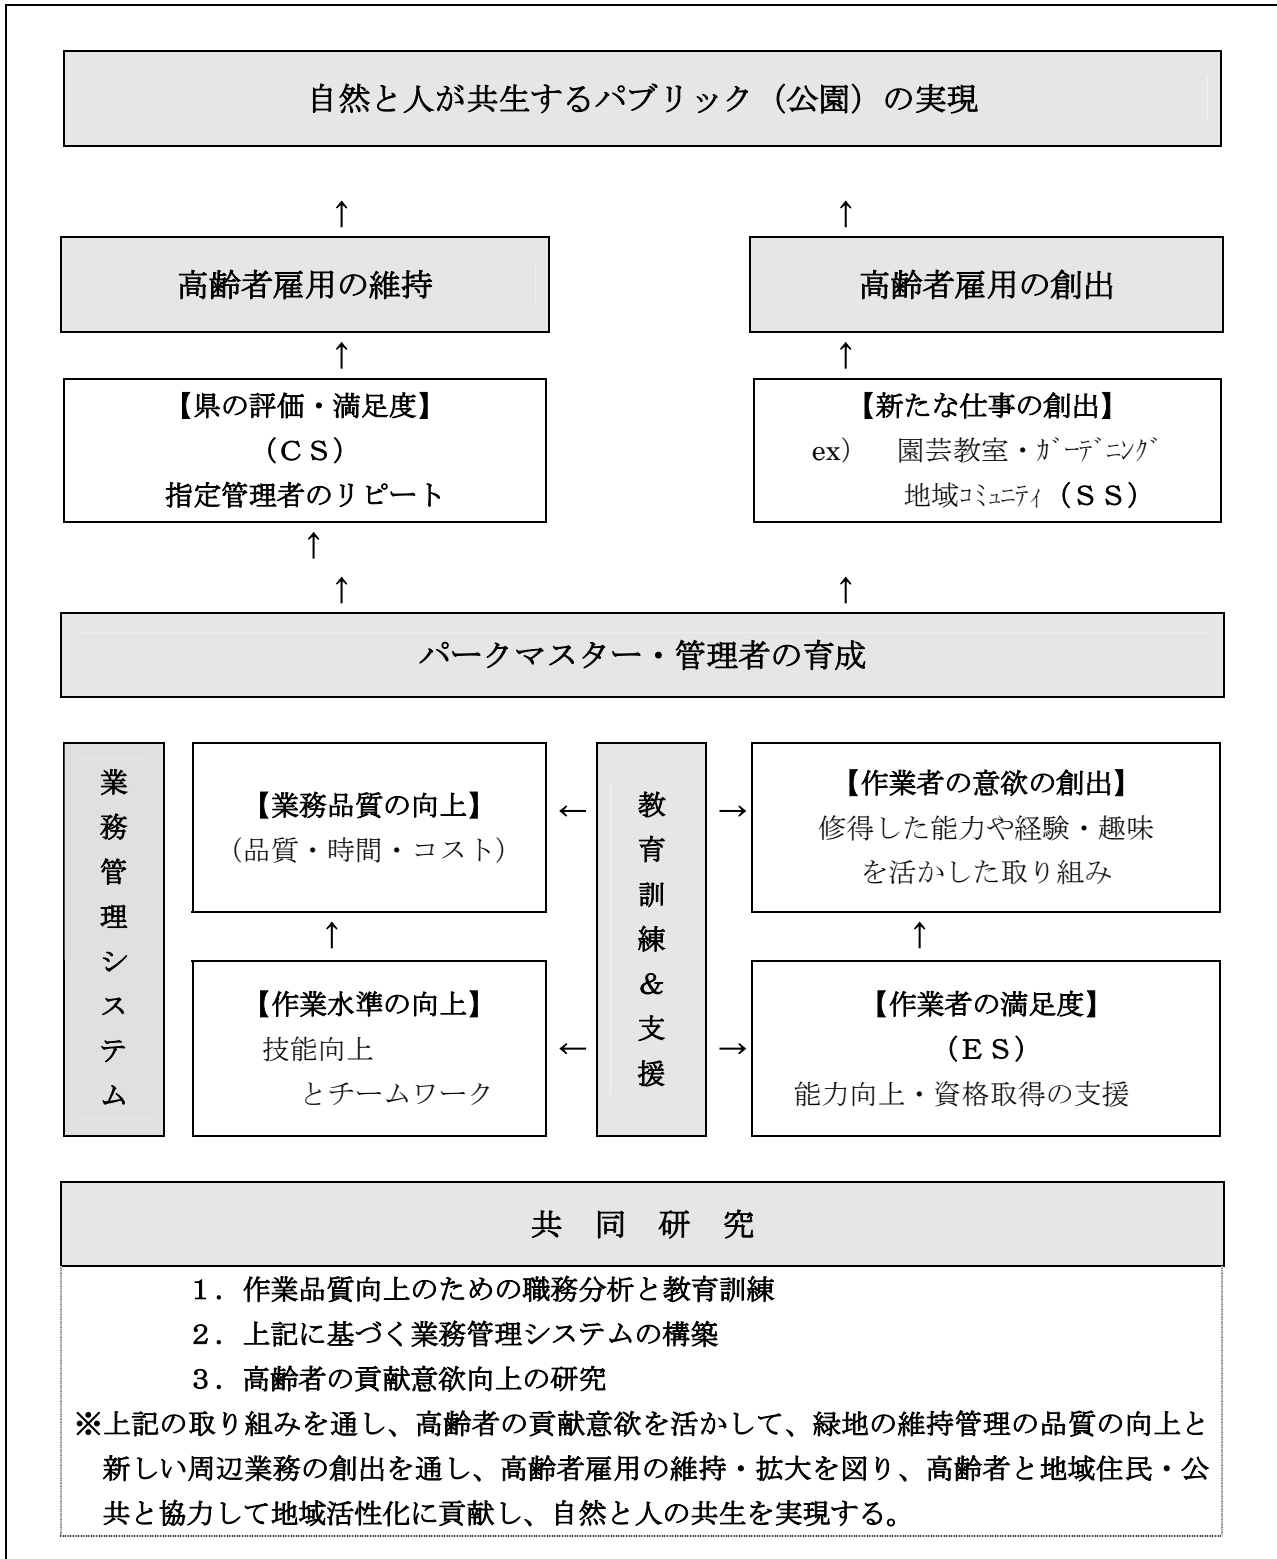 自然と人が共生するパブリック（公園）の実現
↑ ↑
高齢者雇用の維持
高齢者雇用の創出
↑ ↑
【県の評価・満足度】
（ＣＳ）
指定管理者のリピート
【新たな仕事の創出】
ex） 園芸教室・ｶﾞｰﾃﾞﾆﾝｸﾞ
地域ｺﾐｭﾆﾃｨ（ＳＳ）
↑
↑ ↑
パークマスター・管理者の育成
業務管理システム
【業務品質の向上】
（品質・時間・コスト）
↑
【作業水準の向上】
技能向上
とチームワーク
← →
教育訓練＆支援
← →
【作業者の意欲の創出】
修得した能力や経験・趣味
を活かした取り組み
↑
【作業者の満足度】
（ＥＳ）
能力向上・資格取得の支援
共 同 研 究
１．作業品質向上のための職務分析と教育訓練
２．上記に基づく業務管理システムの構築
３．高齢者の貢献意欲向上の研究
※上記の取り組みを通し、高齢者の貢献意欲を活かして、緑地の維持管理の品質の向上と
新しい周辺業務の創出を通し、高齢者雇用の維持・拡大を図り、高齢者と地域住民・公
共と協力して地域活性化に貢献し、自然と人の共生を実現する。